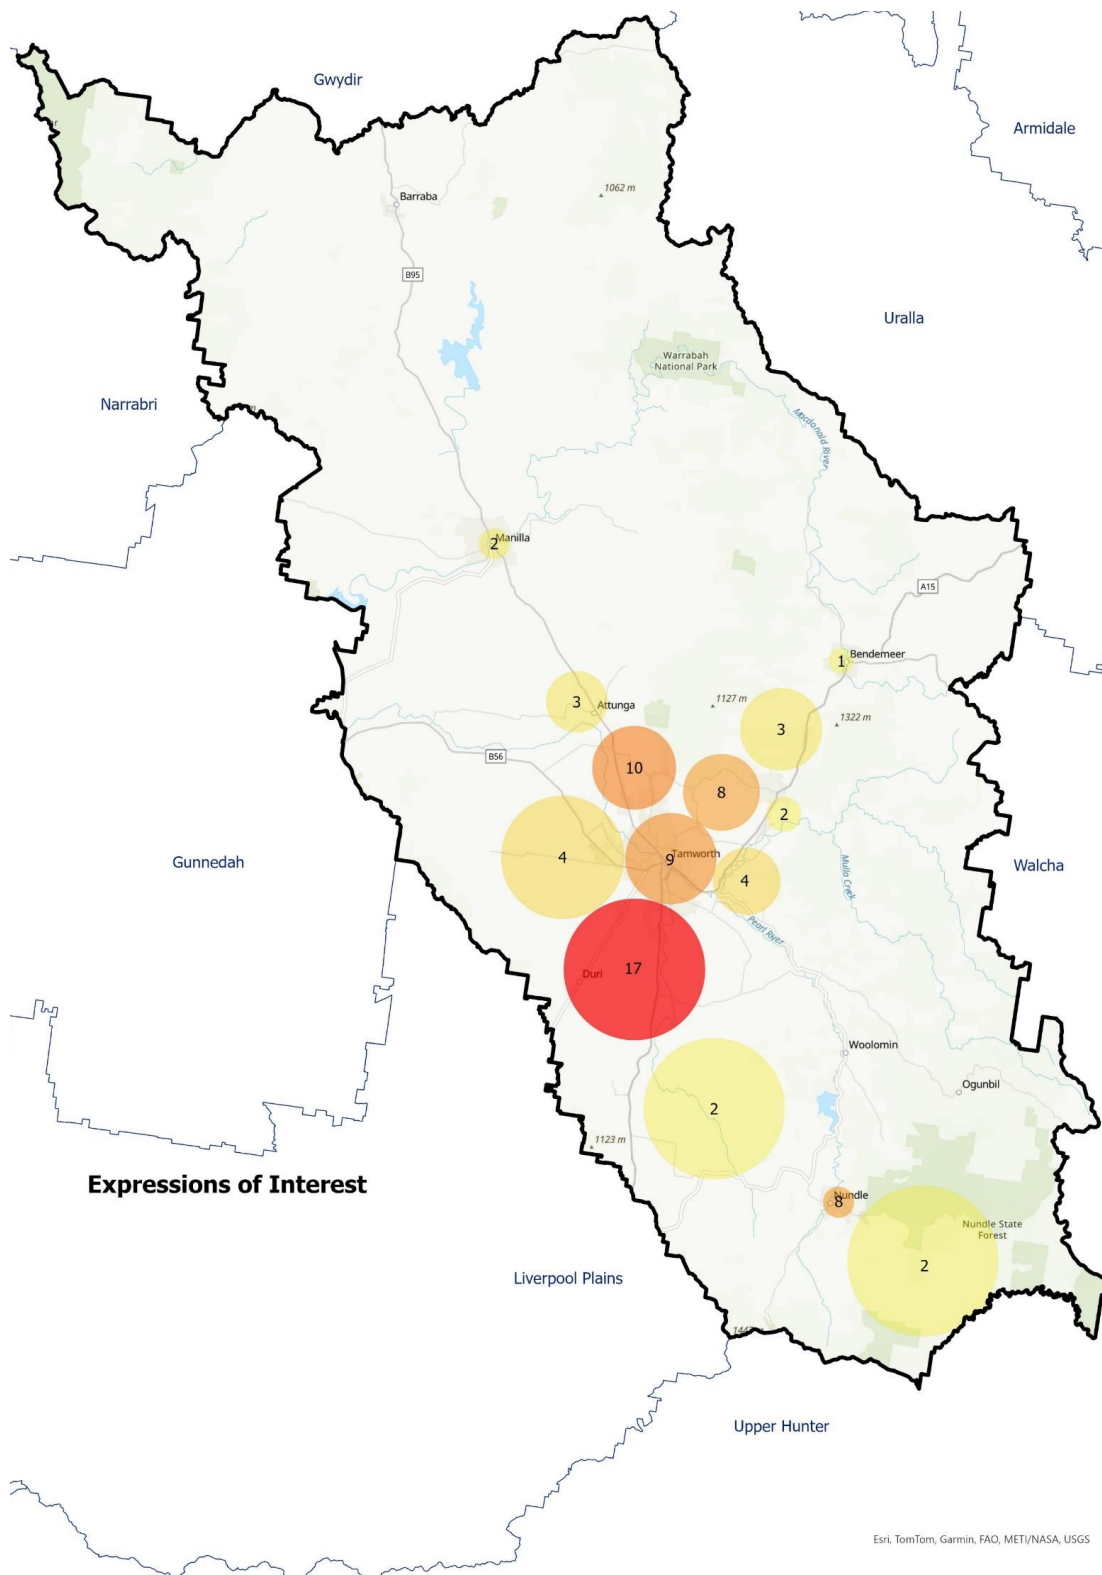 Gwydir
Armidale
1062 m
Barraba
B95
Uralla
Warrabah
National Park
Narrabri
Macdonald River
Manilla
2
A15
Bendemeer
1
3
Attunga
1127 m
1322 m
3
B56
10
8
2
Gunnedah
4
Tamworth
9
4
Mulla Creek
Walcha
Peel River
17
Duri
Woolomin
Ogunbil
2
1123 m
Expressions of Interest
Nundle
8
Nundle State
Forest
2
Liverpool Plains
Upper Hunter
Esri, TomTom, Garmin, FAO, METI/NASA, USGS